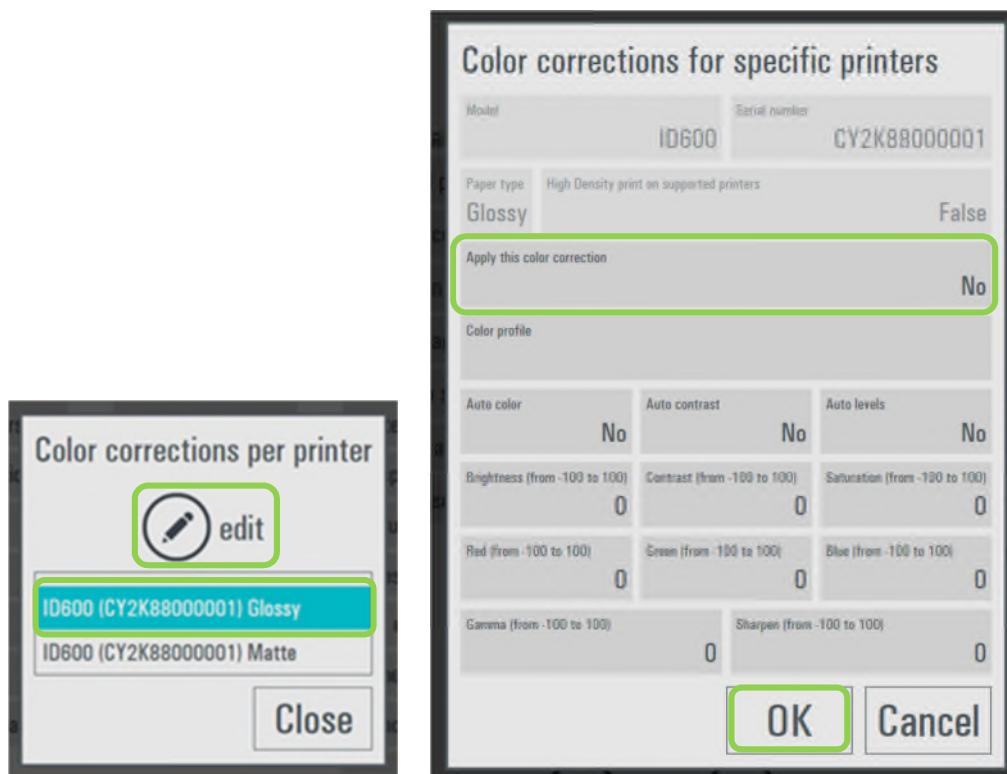 Color corrections per printer
edit
ID600 (CY2K88000001) Glossy
ID600 (CY2K88000001) Matte
Close
Color corrections for specific printers
Model Serial number
ID600 CY2K88000001
Paper type High Density print on supported printers
Glossy False
Apply this color correction
No
Color profile
Auto color Auto contrast Auto levels
No No No
Brightness (from -100 to 100) Contrast (from -100 to 100) Saturation (from -100 to 100)
0 0 0
Red (from -100 to 100) Green (from -100 to 100) Blue (from -100 to 100)
0 0 0
Gamma (from -100 to 100) Sharpen (from -100 to 100)
0 0
OK Cancel